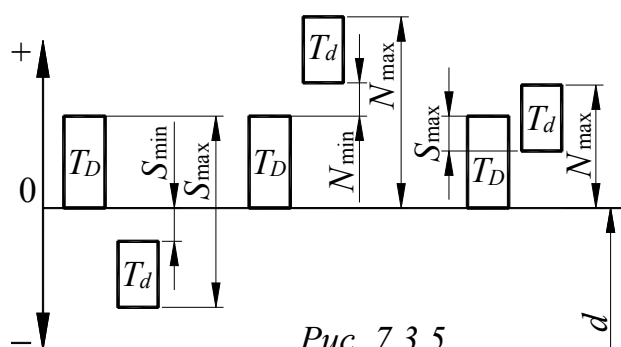 +
0
−
T_D
T_d
S_min
S_max
T_D
T_d
N_min
N_max
T_D
S_max
T_d
N_max
d
Рис. 7.3.5